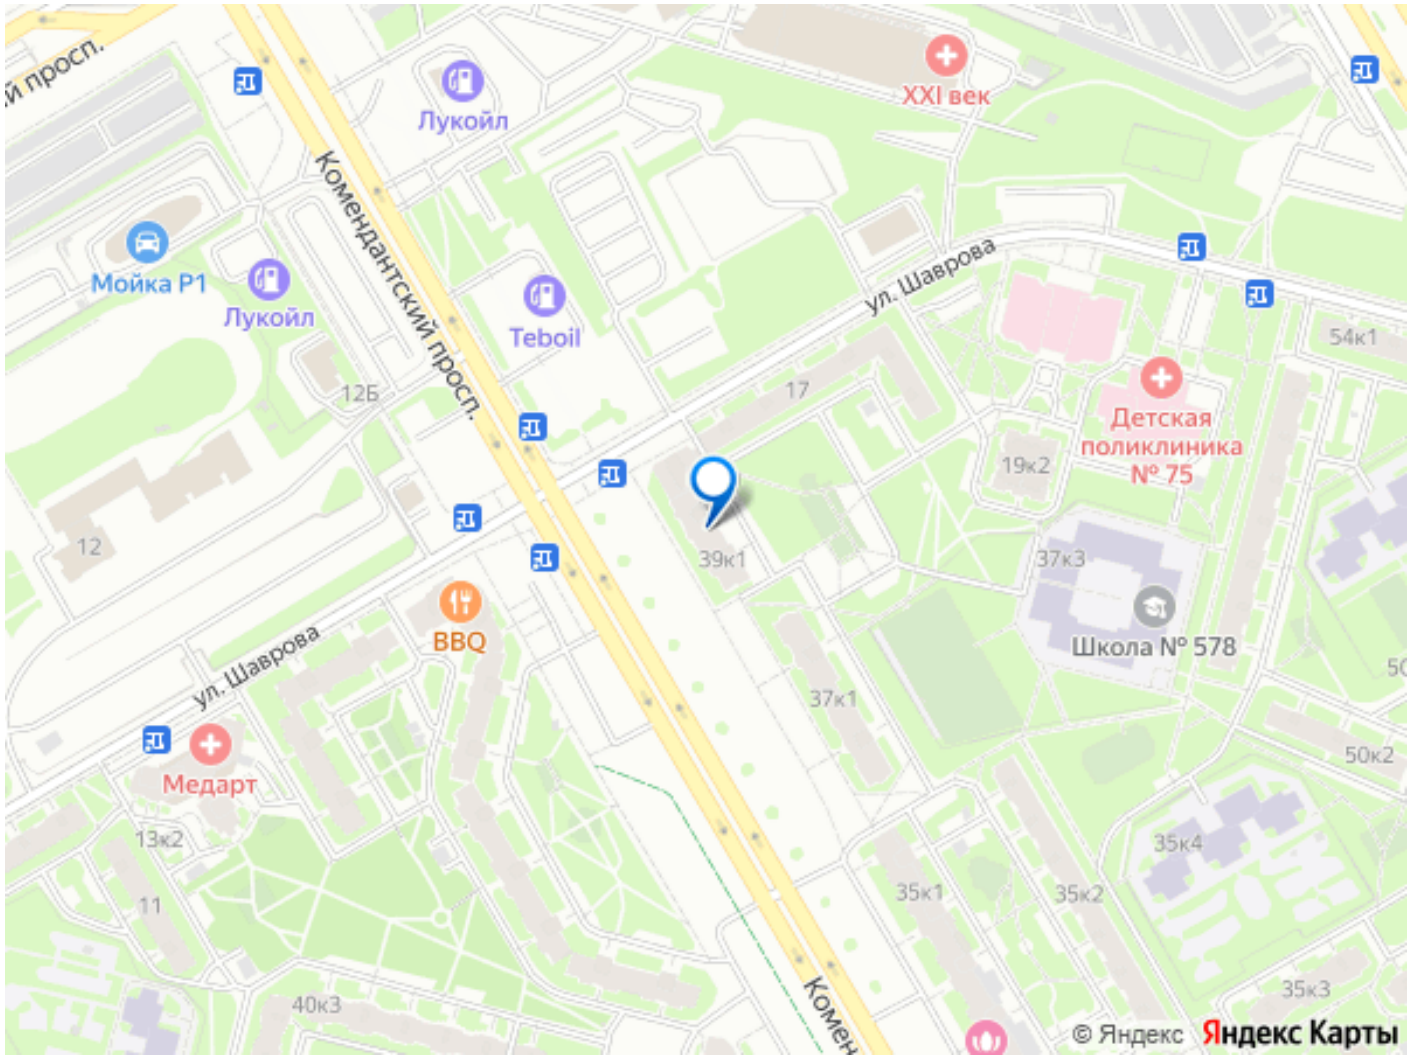 й просп.
Лукойл
XXI век
Комендантский просп.
Мойка Р1
Лукойл
Teboil
ул. Шаврова
54к1
12Б
17
Детская
поликлиника
№ 75
19к2
12
39к1
37к3
BBQ
Школа № 578
ул. Шаврова
37к1
50
Медарт
50к2
13к2
35к4
11
35к1
35к2
40к3
35к3
Комен
© Яндекс Яндекс Карты